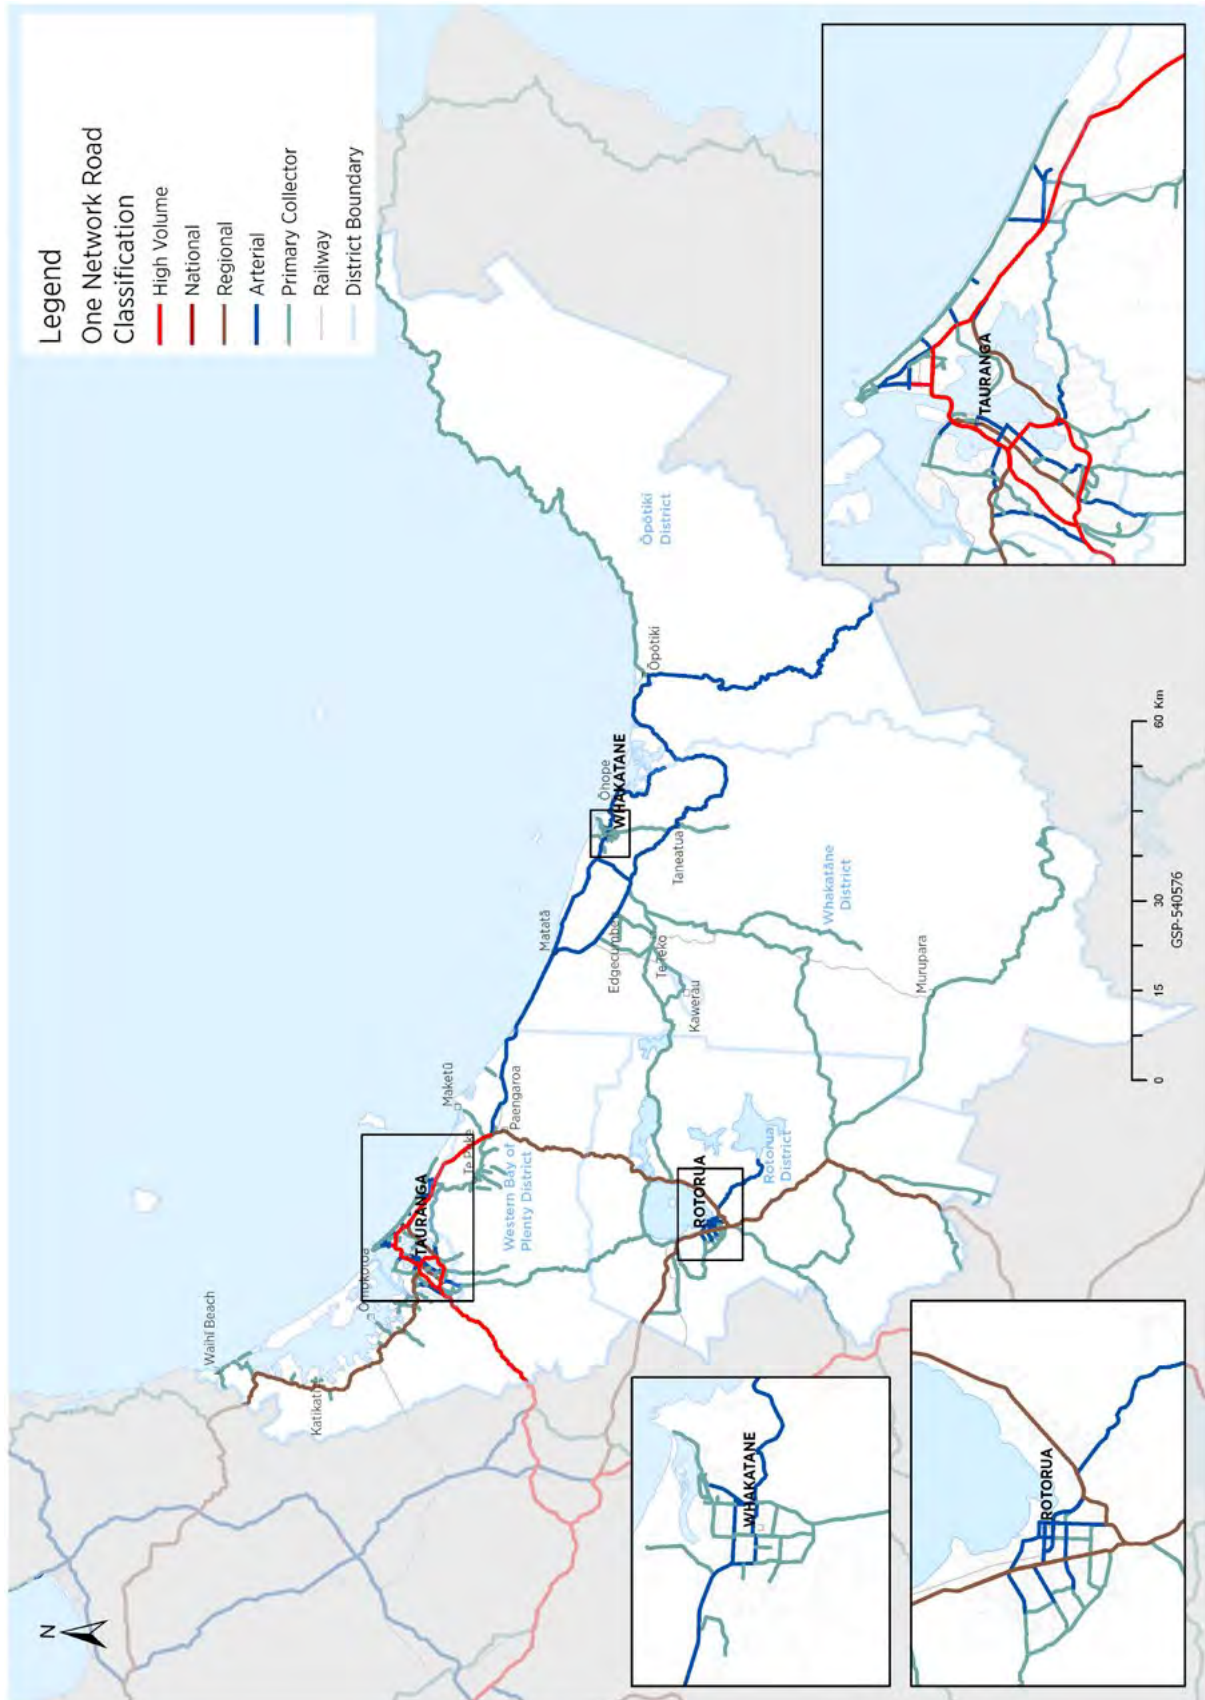 Legend
One Network Road
Classification
High Volume
National
Regional
Arterial
Primary Collector
Railway
District Boundary
N
Waihī Beach
Katikati
Ōmokoroa
TAURANGA
Te Puke
Maketū
Paengaroa
Western Bay of
Plenty District
ROTORUA
Rotorua
District
Matatā
Edgecumbe
Te Teko
Kawerau
Murupara
Ōhope
WHAKATANE
Taneatua
Whakatāne
District
Ōpōtiki
Ōpōtiki
District
TAURANGA
WHAKATANE
ROTORUA
0
15
30
60 Km
GSP-540576